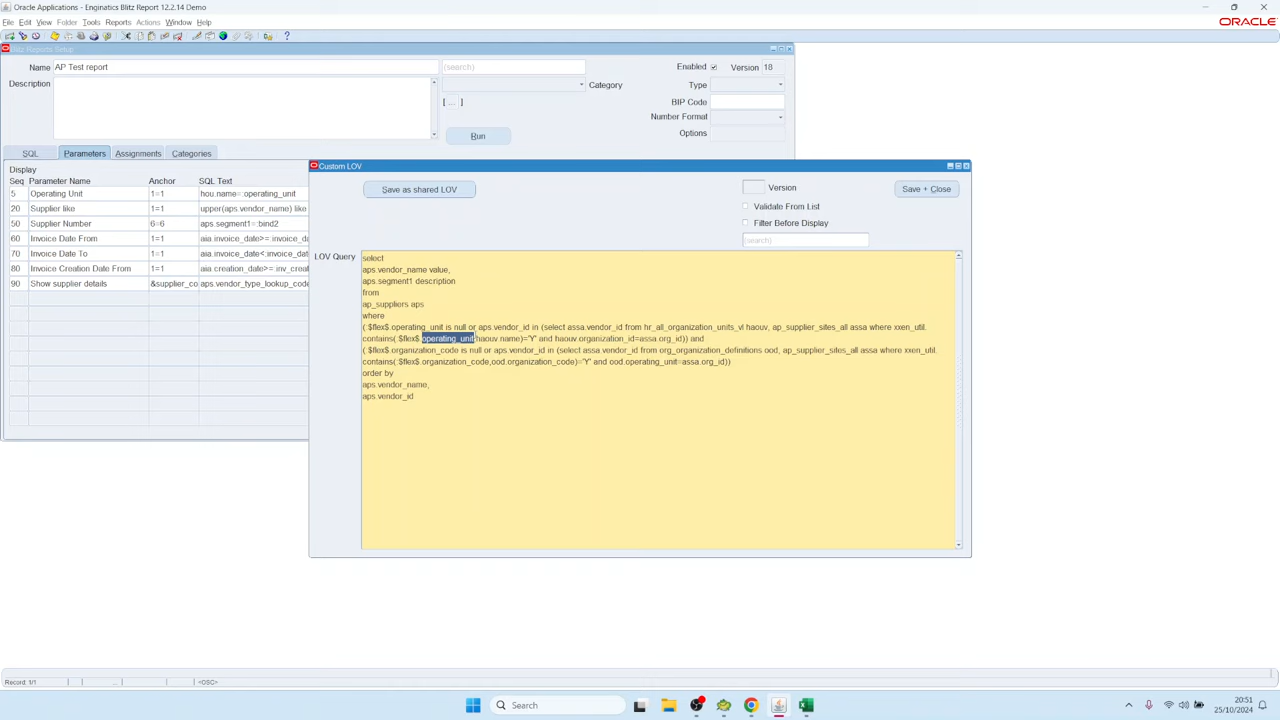 Oracle Applications - Enginatics Blitz Report 12.2.14 Demo
File Edit View Folder Tools Reports Actions Window Help
ORACLE
Blitz Reports Setup
Name AP Test report (search) Enabled Version 18
Description Category Type
[ ... ] BIP Code
Number Format
Run Options
SQL Parameters Assignments Categories
Display
Seq Parameter Name Anchor SQL Text
5 Operating Unit 1=1 hou.name=:operating_unit
20 Supplier like 1=1 upper(aps.vendor_name) like
50 Supplier Number 6=6 aps.segment1=:bind2
60 Invoice Date From 1=1 aia.invoice_date>=:invoice_da
70 Invoice Date To 1=1 aia.invoice_date<:invoice_date
80 Invoice Creation Date From 1=1 aia.creation_date>=:inv_creat
90 Show supplier details &supplier_co aps.vendor_type_lookup_code
Custom LOV
Save as shared LOV Version Save + Close
Validate From List
Filter Before Display
(search)
LOV Query
select
aps.vendor_name value,
aps.segment1 description
from
ap_suppliers aps
where
(:$flex$.operating_unit is null or aps.vendor_id in (select assa.vendor_id from hr_all_organization_units_vl haouv, ap_supplier_sites_all assa where xxen_util.
contains(:$flex$.operating_unit,haouv.name)='Y' and haouv.organization_id=assa.org_id)) and
(:$flex$.organization_code is null or aps.vendor_id in (select assa.vendor_id from org_organization_definitions ood, ap_supplier_sites_all assa where xxen_util.
contains(:$flex$.organization_code,ood.organization_code)='Y' and ood.operating_unit=assa.org_id))
order by
aps.vendor_name,
aps.vendor_id
Record: 1/1 ... <OSC>
Search
20:51
25/10/2024